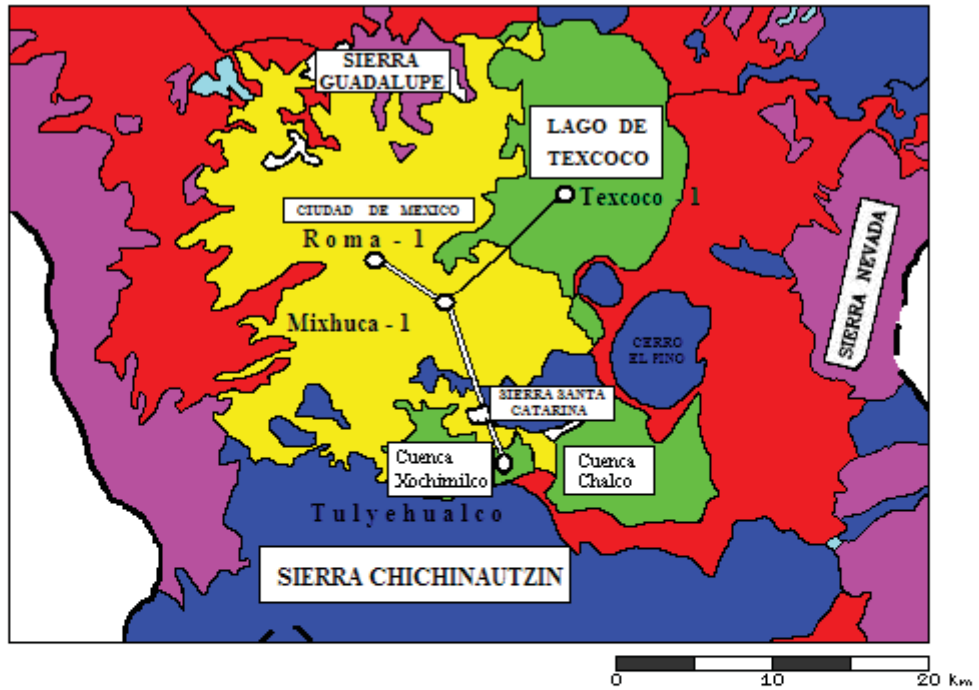 SIERRA
GUADALUPE
LAGO DE
TEXCOCO
Texcoco - 1
CIUDAD DE MEXICO
Roma - 1
SIERRA NEVADA
Mixhuca - 1
CERRO
EL PINO
SIERRA SANTA
CATARINA
Cuenca
Xochimilco
Cuenca
Chalco
Tulyehualco
SIERRA CHICHINAUTZIN
0 10 20 km